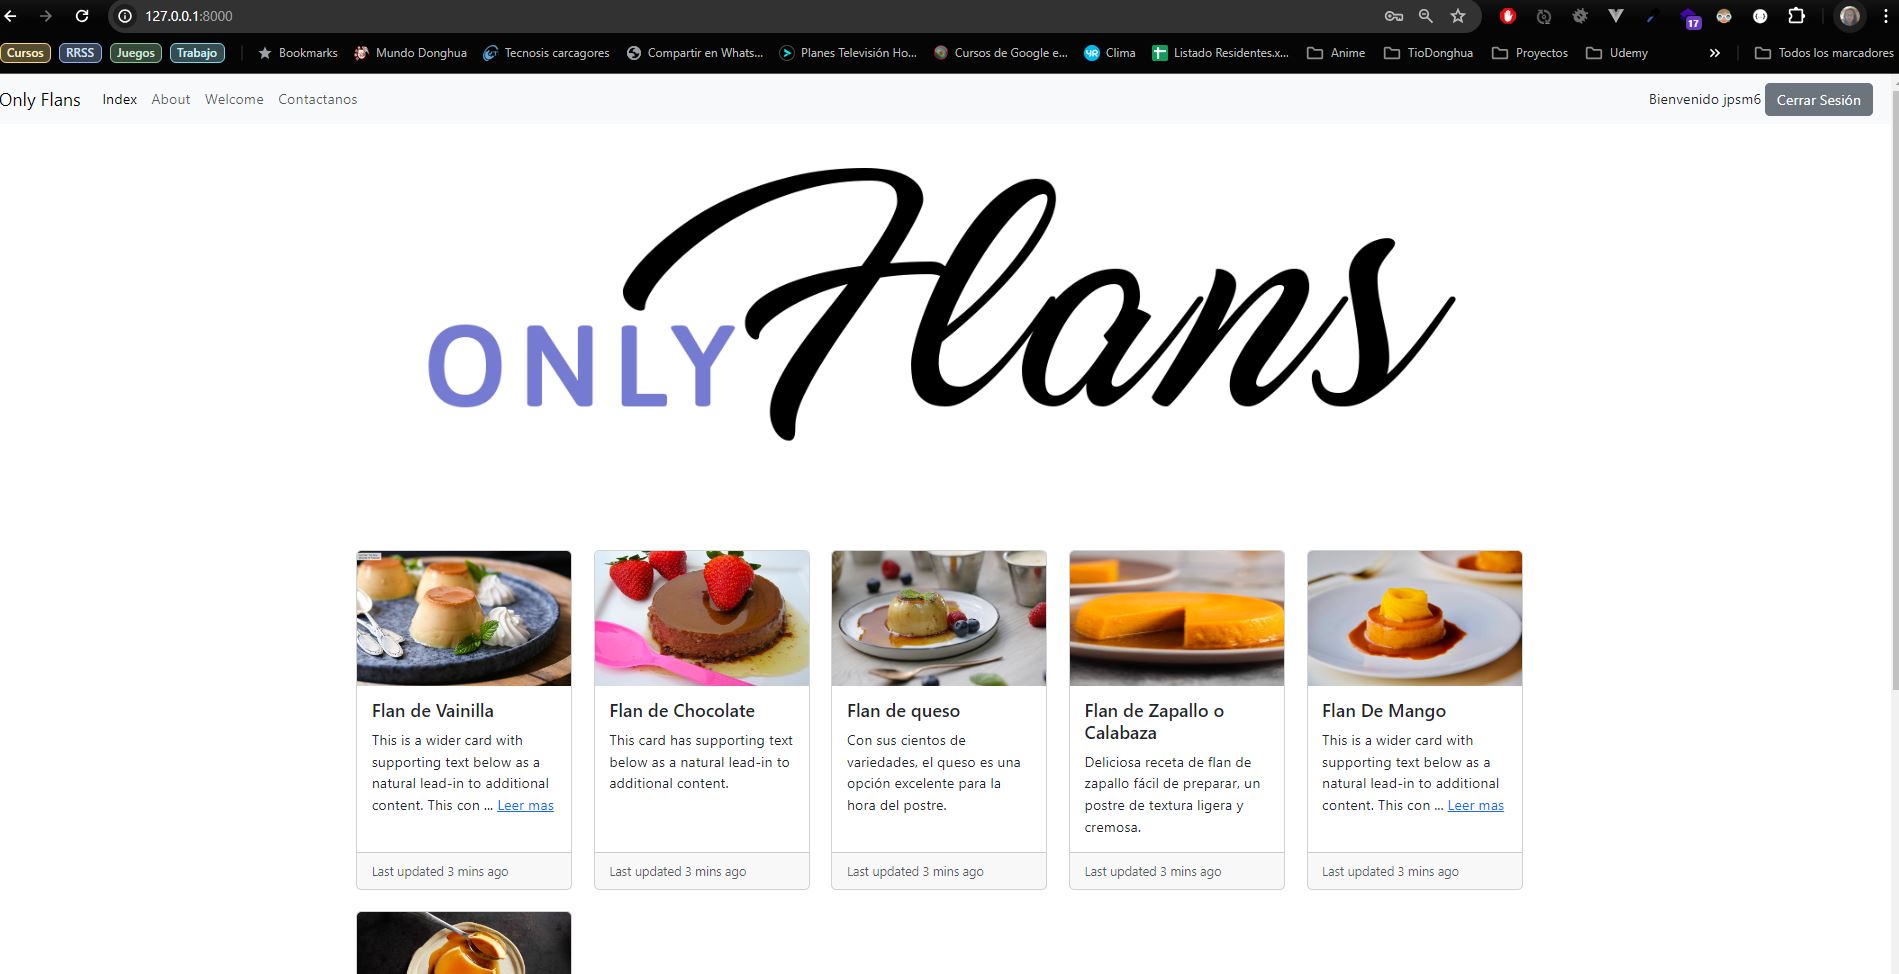 127.0.0.1:8000
Cursos RRSS Juegos Trabajo Bookmarks Mundo Donghua Tecnosis carcagores Compartir en Whats... Planes Televisión Ho... Cursos de Google e... Clima Listado Residentes.x... Anime TioDonghua Proyectos Udemy » Todos los marcadores
17
Only Flans Index About Welcome Contactanos Bienvenido jpsm6 Cerrar Sesión
ONLY Flans
Flan de Vainilla
This is a wider card with
supporting text below as a
natural lead-in to additional
content. This con ... Leer mas
Last updated 3 mins ago
Flan de Chocolate
This card has supporting text
below as a natural lead-in to
additional content.
Last updated 3 mins ago
Flan de queso
Con sus cientos de
variedades, el queso es una
opción excelente para la
hora del postre.
Last updated 3 mins ago
Flan de Zapallo o
Calabaza
Deliciosa receta de flan de
zapallo fácil de preparar, un
postre de textura ligera y
cremosa.
Last updated 3 mins ago
Flan De Mango
This is a wider card with
supporting text below as a
natural lead-in to additional
content. This con ... Leer mas
Last updated 3 mins ago